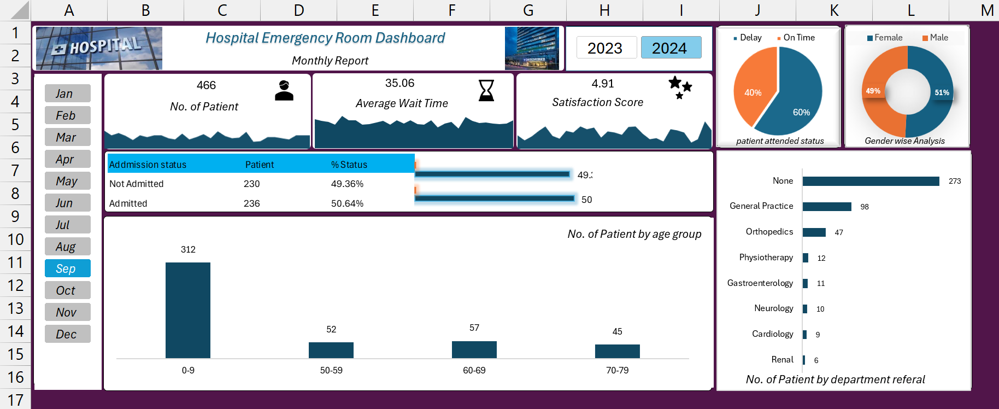 A B C D E F G H I J K L M
1
2
3
4
5
6
7
8
9
10
11
12
13
14
15
16
17
HOSPITAL
Hospital Emergency Room Dashboard
Monthly Report
EMERGENCY
2023 2024
Jan
Feb
Mar
Apr
May
Jun
Jul
Aug
Sep
Oct
Nov
Dec
466
No. of Patient
35.06
Average Wait Time
4.91
Satisfaction Score
Delay On Time
40%
60%
patient attended status
Female Male
49% 51%
Gender wise Analysis
Addmission status Patient % Status
Not Admitted 230 49.36%
Admitted 236 50.64%
49.
50
No. of Patient by age group
312
52
57
45
0-9 50-59 60-69 70-79
None 273
General Practice 98
Orthopedics 47
Physiotherapy 12
Gastroenterology 11
Neurology 10
Cardiology 9
Renal 6
No. of Patient by department referal